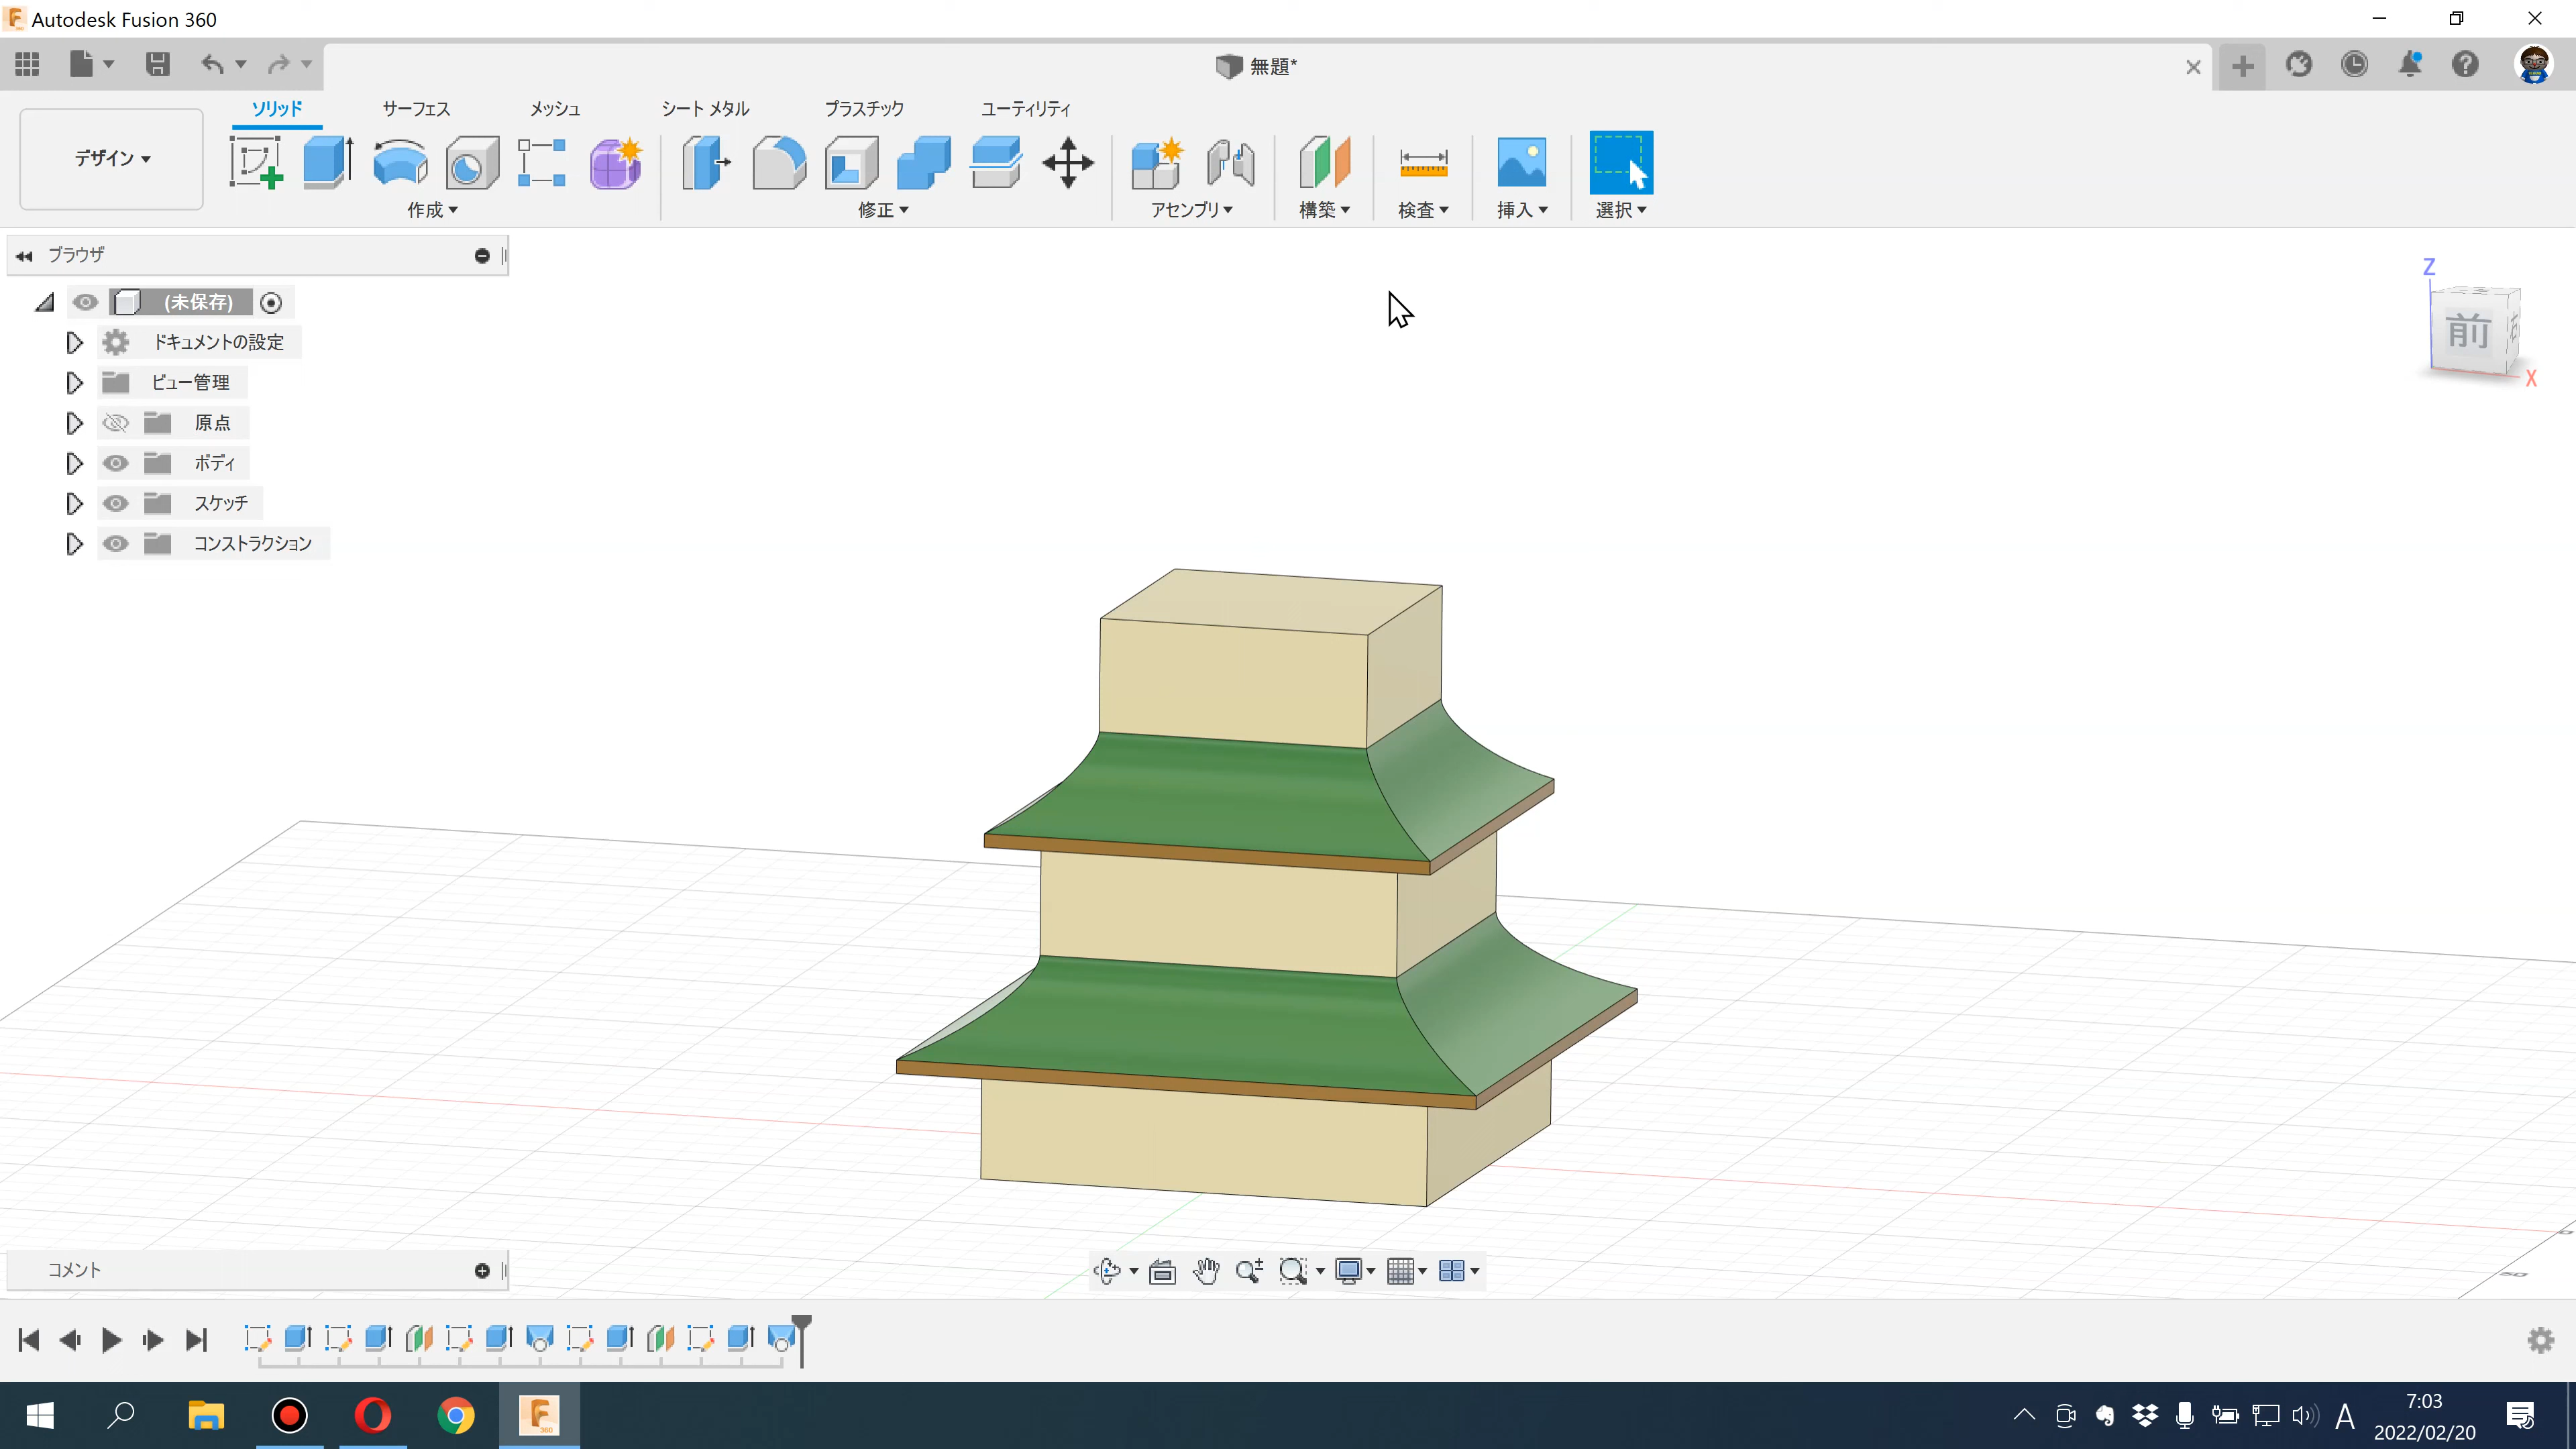 Autodesk Fusion 360
無題*
ソリッド サーフェス メッシュ シート メタル プラスチック ユーティリティ
デザイン
作成 修正 アセンブリ 構築 検査 挿入 選択
ブラウザ
(未保存)
ドキュメントの設定
ビュー管理
原点
ボディ
スケッチ
コンストラクション
Z
前
X
50
コメント
360
A
7:03
2022/02/20